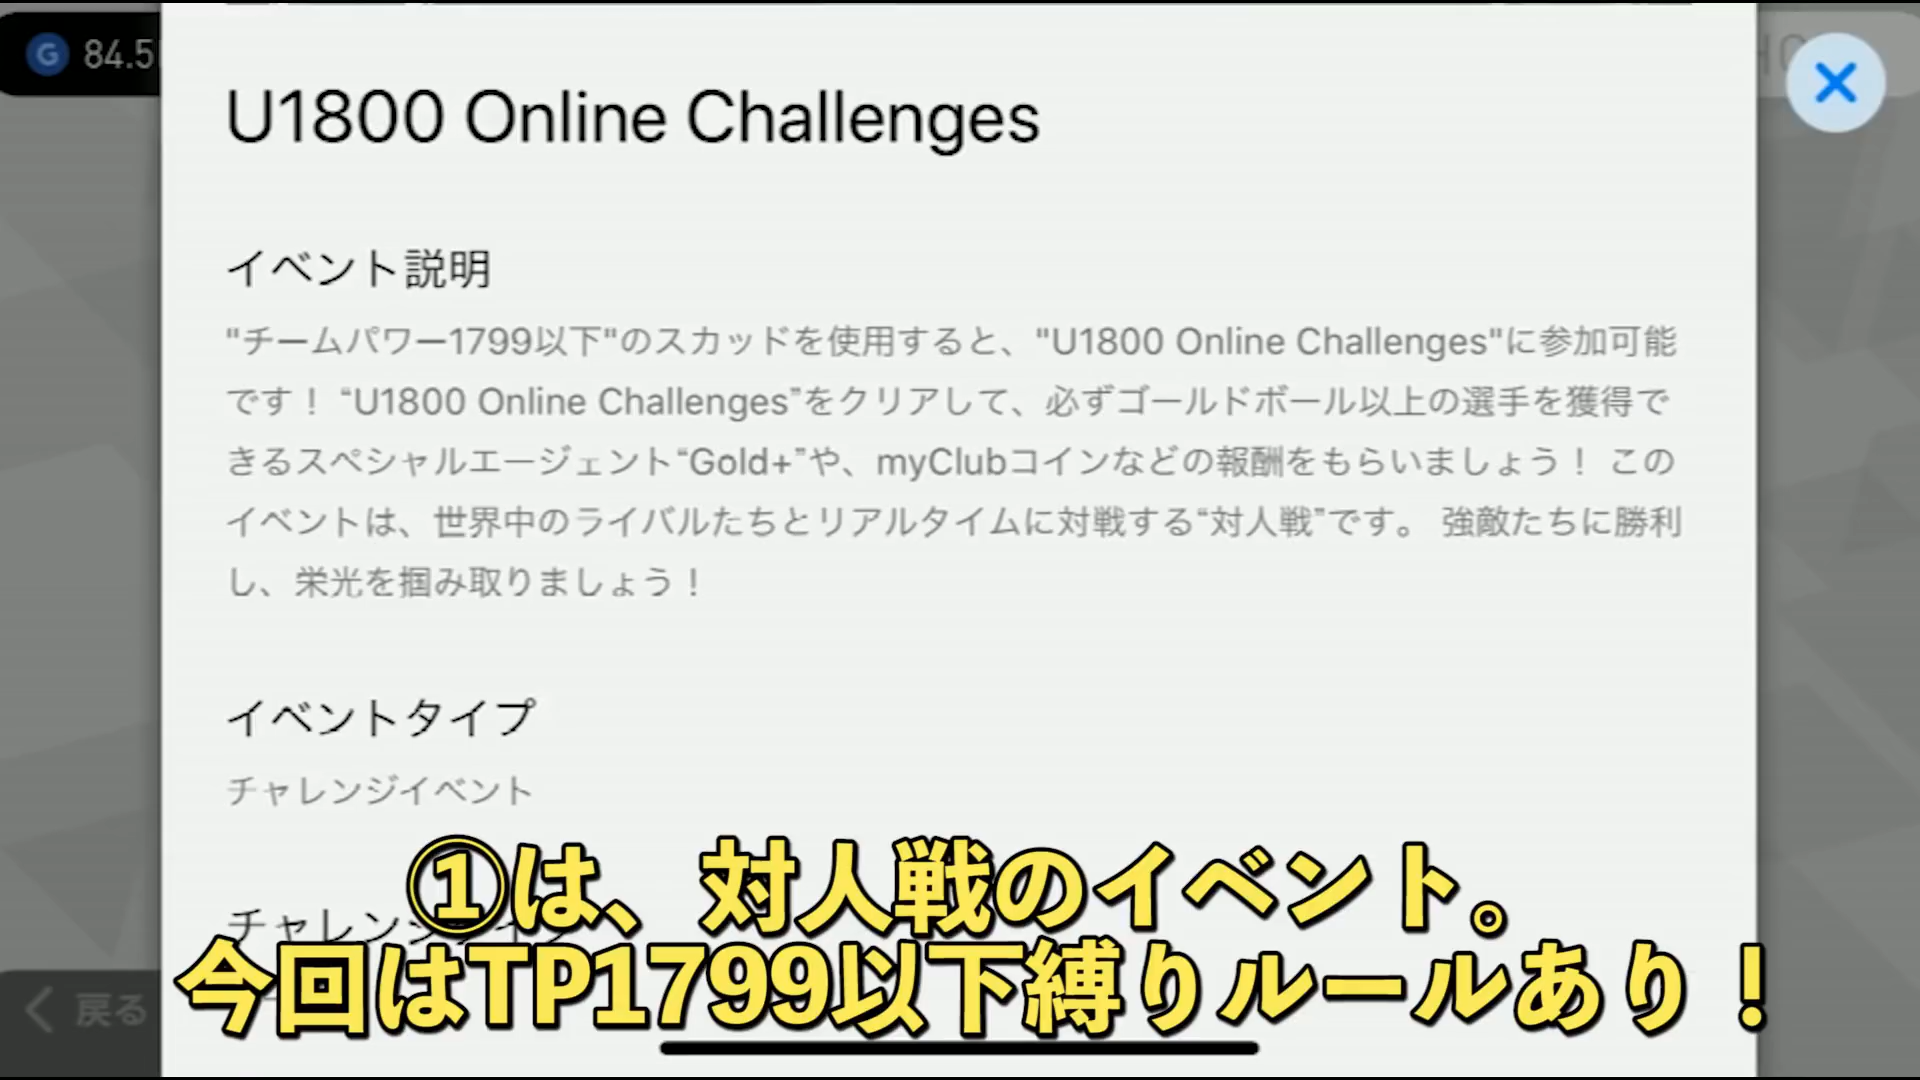 84.5
U1800 Online Challenges
イベント説明
"チームパワー1799以下"のスカッドを使用すると、"U1800 Online Challenges"に参加可能
です！ “U1800 Online Challenges”をクリアして、必ずゴールドボール以上の選手を獲得で
きるスペシャルエージェント“Gold+”や、myClubコインなどの報酬をもらいましょう！ この
イベントは、世界中のライバルたちとリアルタイムに対戦する“対人戦”です。 強敵たちに勝利
し、栄光を掴み取りましょう！
イベントタイプ
チャレンジイベント
①は、対人戦のイベント。
今回はTP1799以下縛りルールあり！
戻る